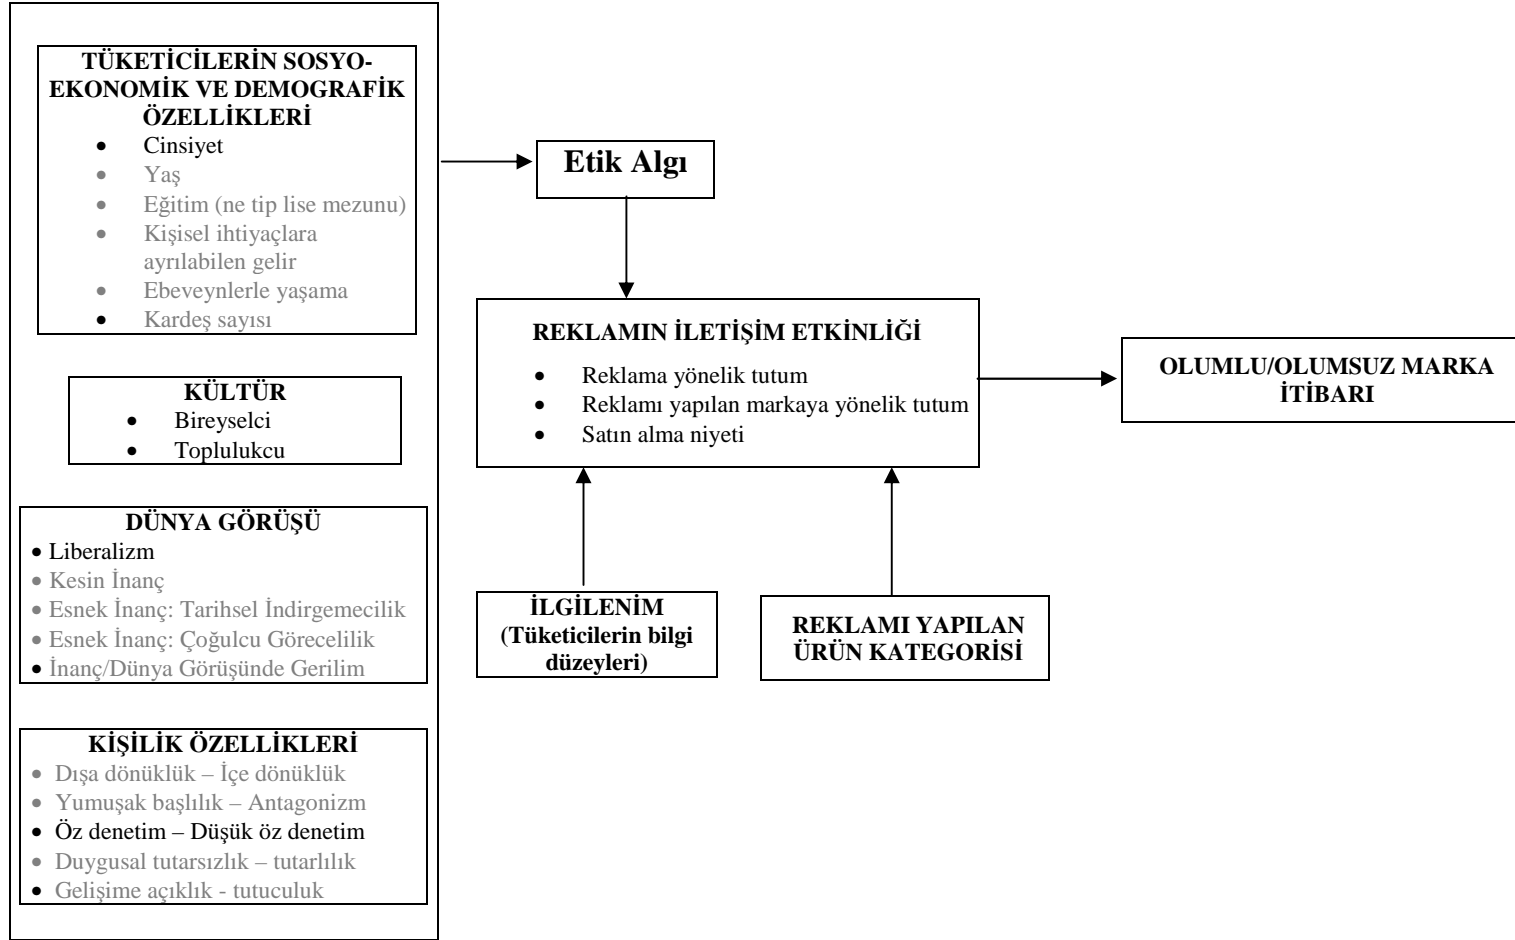 TÜKETİCİLERİN SOSYO-
EKONOMİK VE DEMOGRAFİK
ÖZELLİKLERİ
• Cinsiyet
• Yaş
• Eğitim (ne tip lise mezunu)
• Kişisel ihtiyaçlara
ayrılabilen gelir
• Ebeveynlerle yaşama
• Kardeş sayısı
KÜLTÜR
• Bireyselci
• Toplulukcu
DÜNYA GÖRÜŞÜ
• Liberalizm
• Kesin İnanç
• Esnek İnanç: Tarihsel İndirgemecilik
• Esnek İnanç: Çoğulcu Görecelilik
• İnanç/Dünya Görüşünde Gerilim
KİŞİLİK ÖZELLİKLERİ
• Dışa dönüklük – İçe dönüklük
• Yumuşak başlılık – Antagonizm
• Öz denetim – Düşük öz denetim
• Duygusal tutarsızlık – tutarlılık
• Gelişime açıklık - tutuculuk
Etik Algı
REKLAMIN İLETİŞİM ETKİNLİĞİ
• Reklama yönelik tutum
• Reklamı yapılan markaya yönelik tutum
• Satın alma niyeti
İLGİLENİM
(Tüketicilerin bilgi
düzeyleri)
REKLAMI YAPILAN
ÜRÜN KATEGORİSİ
OLUMLU/OLUMSUZ MARKA
İTİBARI